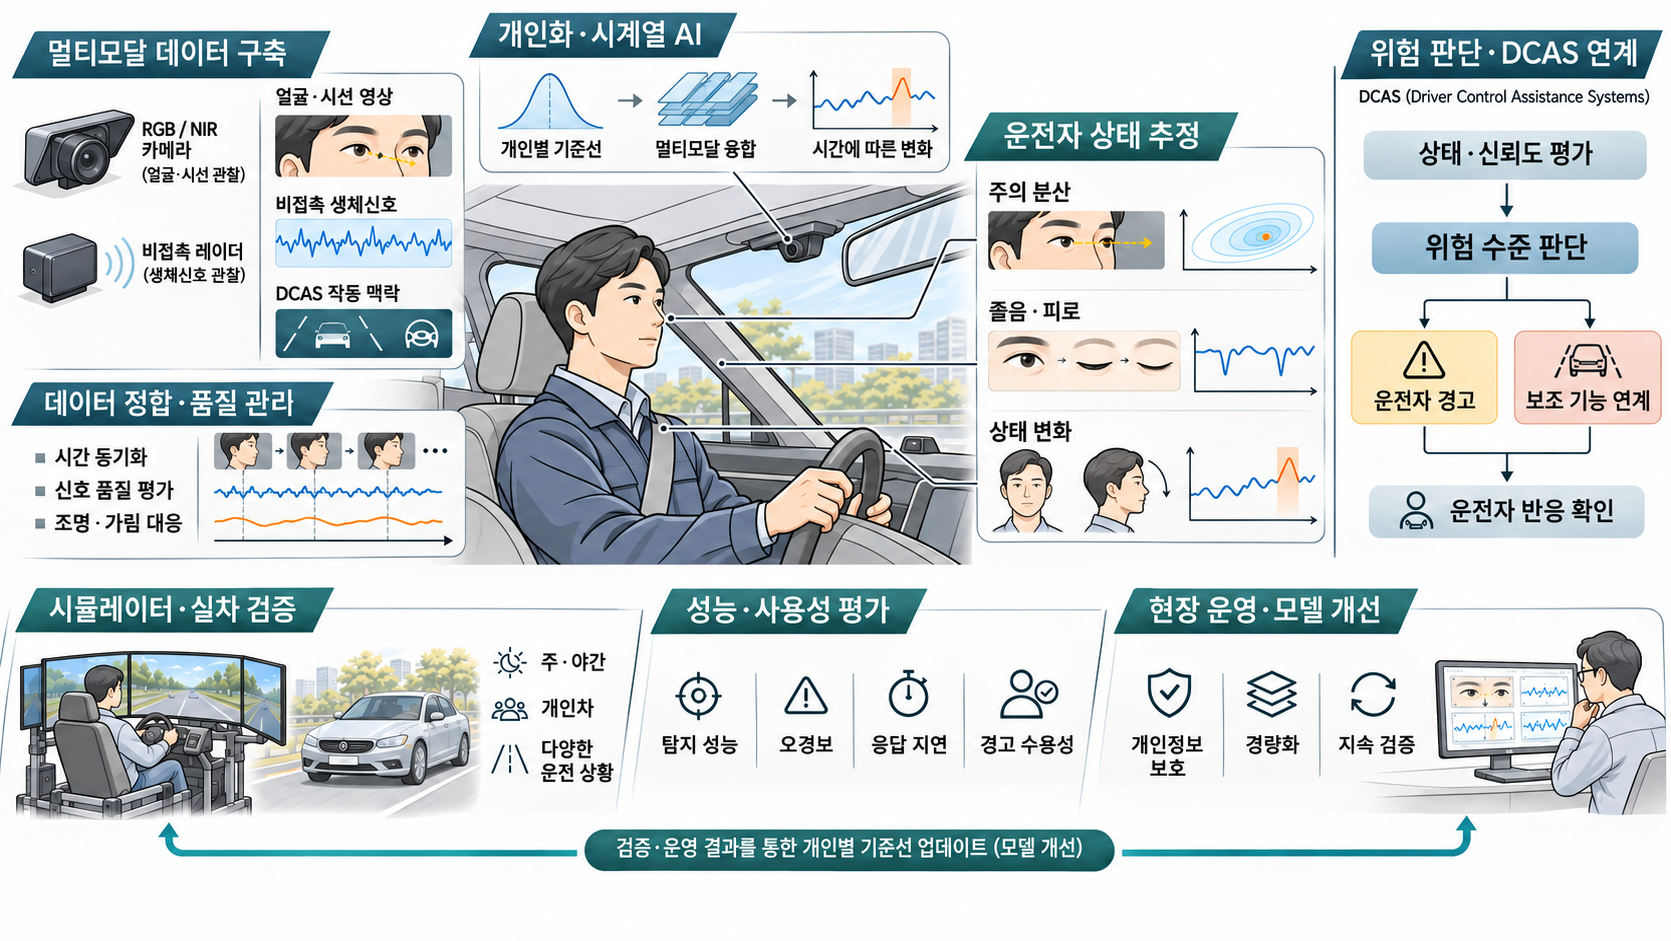 멀티모달 데이터 구축
RGB / NIR
카메라
(얼굴·시선 관찰)
비접촉 레이더
(생체신호 관찰)
얼굴·시선 영상
비접촉 생체신호
DCAS 작동 맥락
개인화·시계열 AI
개인별 기준선
멀티모달 융합
시간에 따른 변화
데이터 정합·품질 관리
시간 동기화
신호 품질 평가
조명·가림 대응
운전자 상태 추정
주의 분산
졸음·피로
상태 변화
위험 판단·DCAS 연계
DCAS (Driver Control Assistance Systems)
상태·신뢰도 평가
위험 수준 판단
운전자 경고
보조 기능 연계
운전자 반응 확인
시뮬레이터·실차 검증
주·야간
개인차
다양한
운전 상황
성능·사용성 평가
탐지 성능
오경보
응답 지연
경고 수용성
현장 운영·모델 개선
개인정보
보호
경량화
지속 검증
검증·운영 결과를 통한 개인별 기준선 업데이트 (모델 개선)